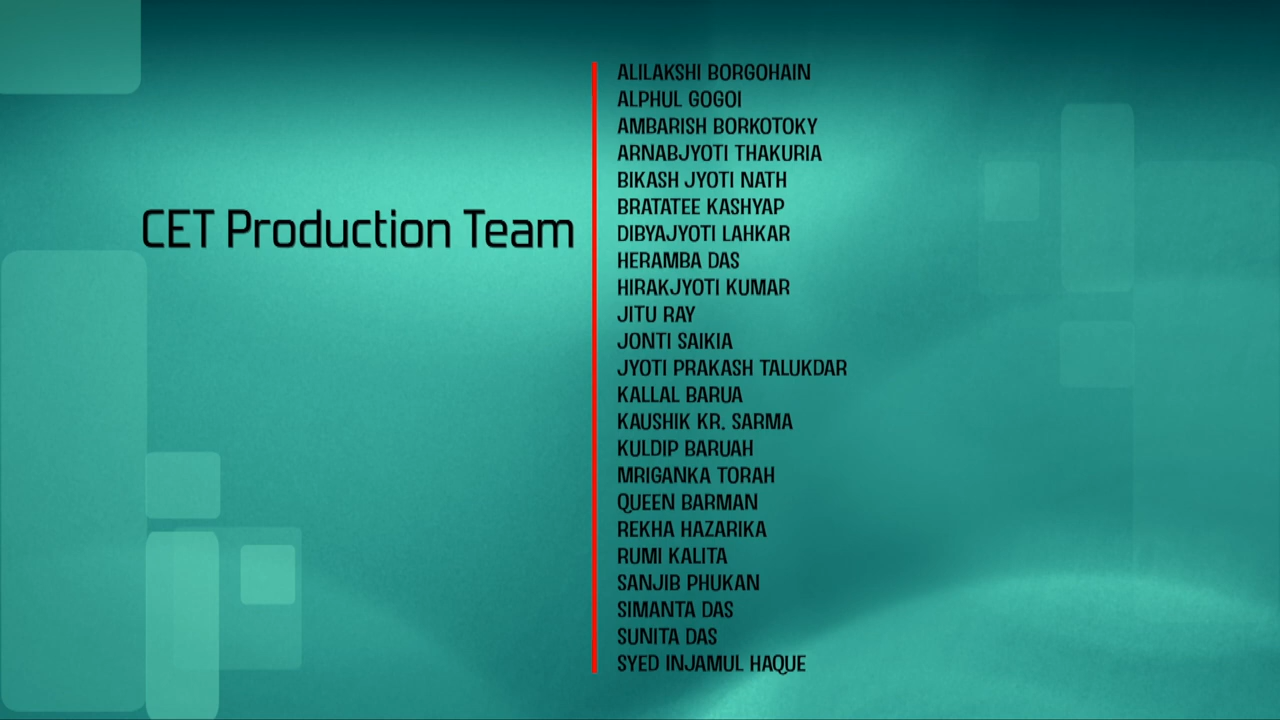 CET Production Team
ALILAKSHI BORGOHAIN
ALPHUL GOGOI
AMBARISH BORKOTOKY
ARNABJYOTI THAKURIA
BIKASH JYOTI NATH
BRATATEE KASHYAP
DIBYAJYOTI LAHKAR
HERAMBA DAS
HIRAKJYOTI KUMAR
JITU RAY
JONTI SAIKIA
JYOTI PRAKASH TALUKDAR
KALLAL BARUA
KAUSHIK KR. SARMA
KULDIP BARUAH
MRIGANKA TORAH
QUEEN BARMAN
REKHA HAZARIKA
RUMI KALITA
SANJIB PHUKAN
SIMANTA DAS
SUNITA DAS
SYED INJAMUL HAQUE